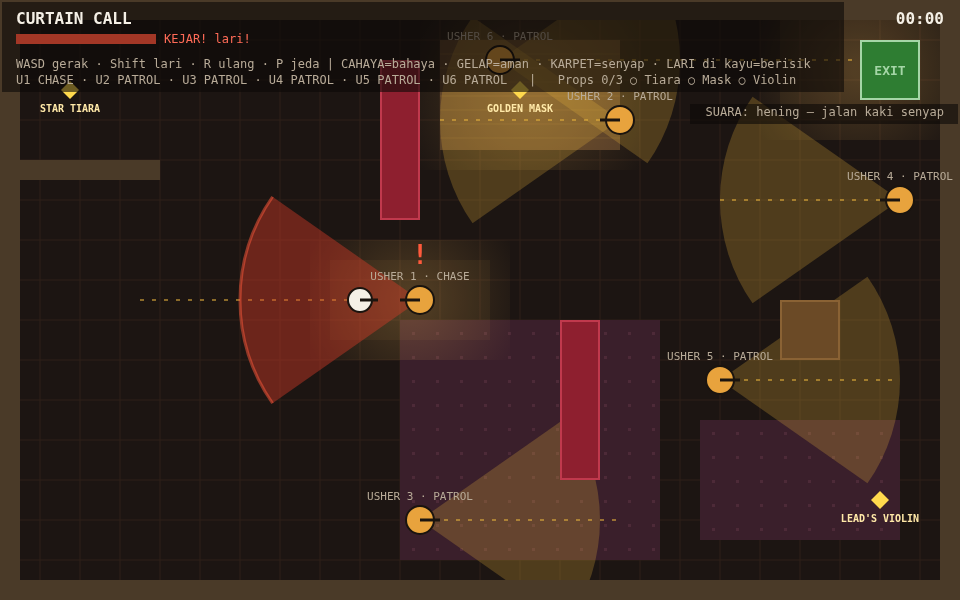 CURTAIN CALL
00:00
KEJAR! lari!
USHER 6 · PATROL
WASD gerak · Shift lari · R ulang · P jeda | CAHAYA=bahaya · GELAP=aman · KARPET=senyap · LARI di kayu=berisik
EXIT
U1 CHASE · U2 PATROL · U3 PATROL · U4 PATROL · U5 PATROL · U6 PATROL | Props 0/3 ○ Tiara ○ Mask ○ Violin
USHER 2 · PATROL
STAR TIARA
GOLDEN MASK
SUARA: hening — jalan kaki senyap
USHER 4 · PATROL
!
USHER 1 · CHASE
USHER 5 · PATROL
USHER 3 · PATROL
LEAD'S VIOLIN